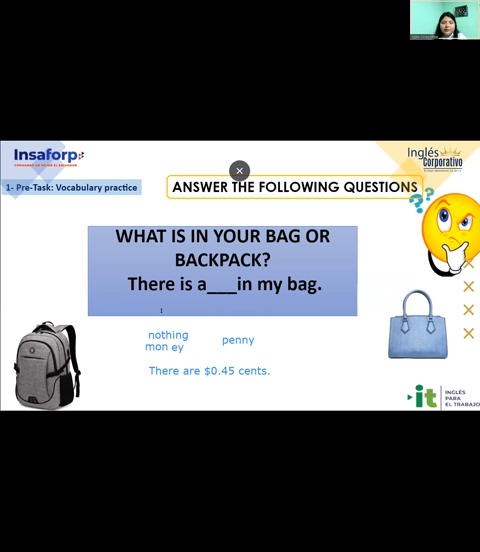 Insaforp
Inglés
Corporativo
1- Pre-Task: Vocabulary practice
ANSWER THE FOLLOWING QUESTIONS
??
WHAT IS IN YOUR BAG OR
BACKPACK?
There is a___in my bag.
nothing
mon ey
penny
There are $0.45 cents.
it
INGLÉS
PARA
EL TRABAJO